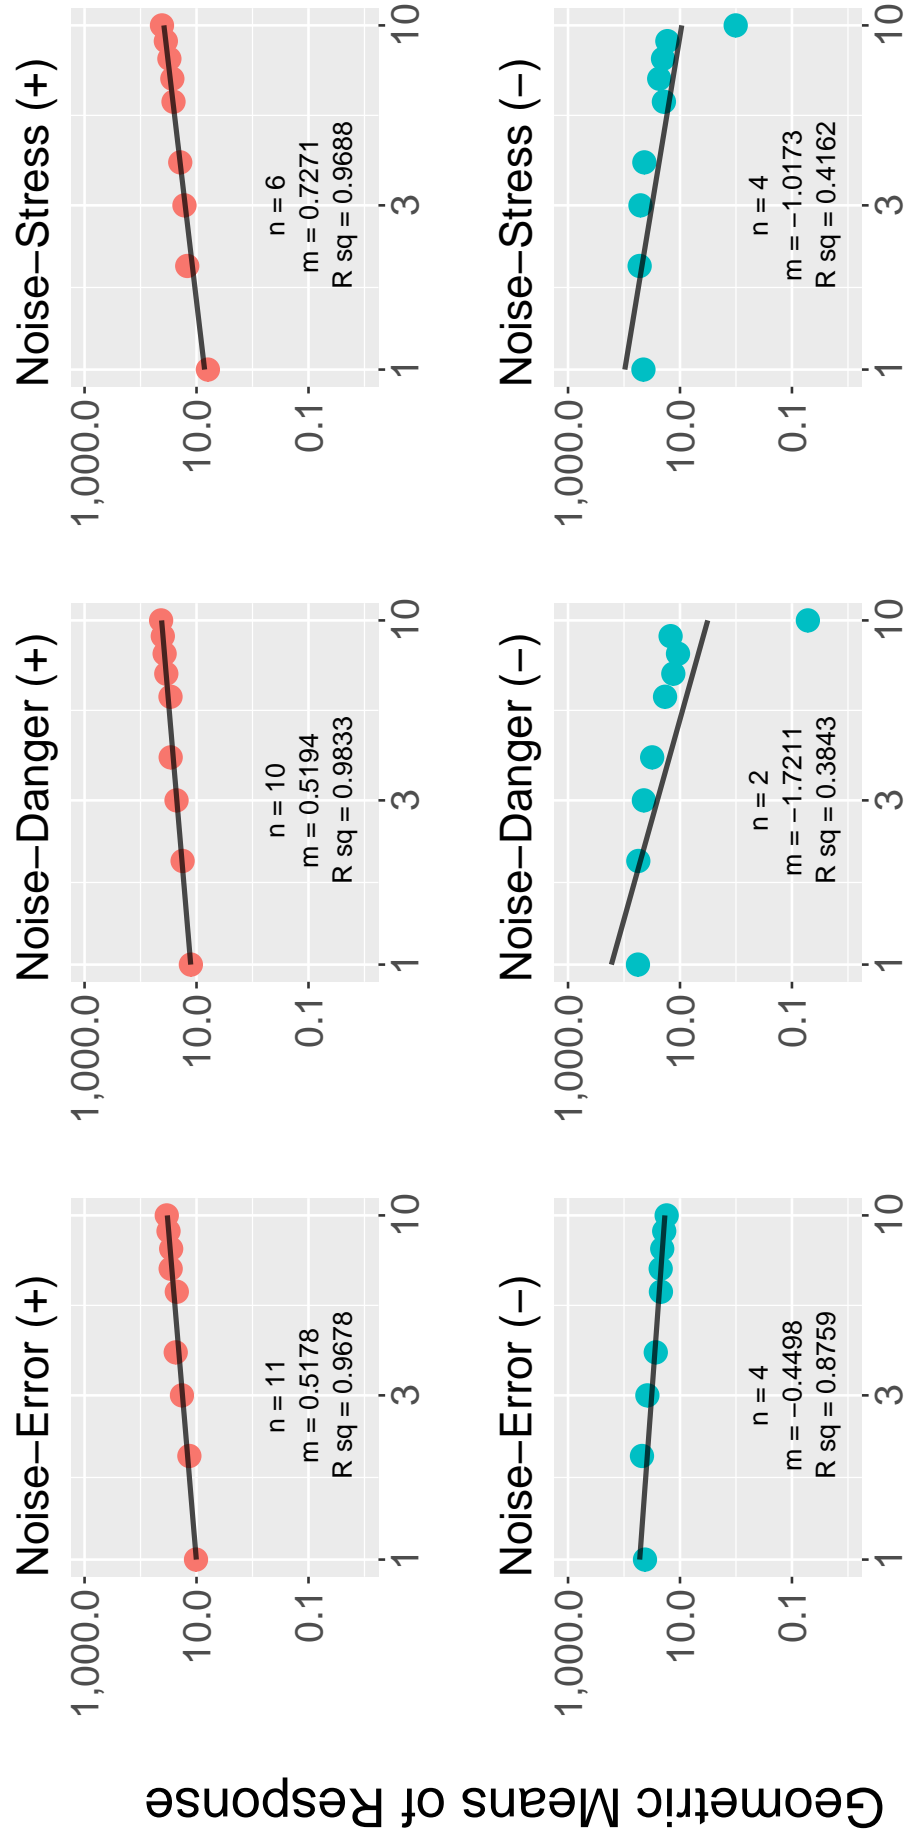 Geometric Means of Response
Noise−Error (+)
1,000.0
10.0
0.1
n = 11
m = 0.5178
R sq = 0.9678
1 3 10
Noise−Danger (+)
1,000.0
10.0
0.1
n = 10
m = 0.5194
R sq = 0.9833
1 3 10
Noise−Stress (+)
1,000.0
10.0
0.1
n = 6
m = 0.7271
R sq = 0.9688
1 3 10
Noise−Error (−)
1,000.0
10.0
0.1
n = 4
m = −0.4498
R sq = 0.8759
1 3 10
Noise−Danger (−)
1,000.0
10.0
0.1
n = 2
m = −1.7211
R sq = 0.3843
1 3 10
Noise−Stress (−)
1,000.0
10.0
0.1
n = 4
m = −1.0173
R sq = 0.4162
1 3 10